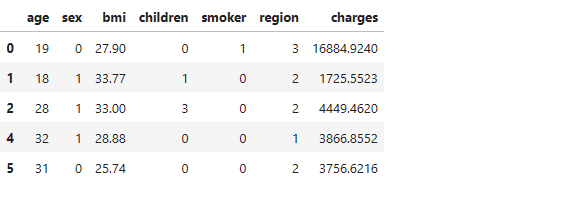 age sex bmi children smoker region charges
0 19 0 27.90 0 1 3 16884.9240
1 18 1 33.77 1 0 2 1725.5523
2 28 1 33.00 3 0 2 4449.4620
4 32 1 28.88 0 0 1 3866.8552
5 31 0 25.74 0 0 2 3756.6216